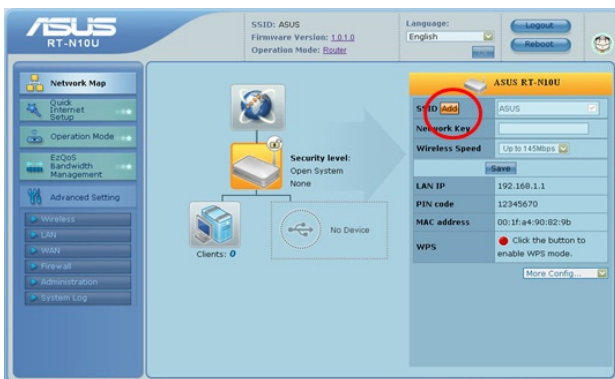 ASUS
RT-N10U
SSID: ASUS
Firmware Version: 1.0.1.0
Operation Mode: Router
Language:
English
Logout
Reboot
Network Map
Quick
Internet
Setup
Operation Mode
EzQoS
Bandwidth
Management
Advanced Setting
Wireless
LAN
WAN
Firewall
Administration
System Log
Security level:
Open System
None
Clients: 0
No Device
ASUS RT-N10U
SSID Add ASUS
Network Key
Wireless Speed Up to 145Mbps
Save
LAN IP 192.168.1.1
PIN code 12345670
MAC address 00:1f:a4:90:82:9b
WPS Click the button to
enable WPS mode.
More Config...